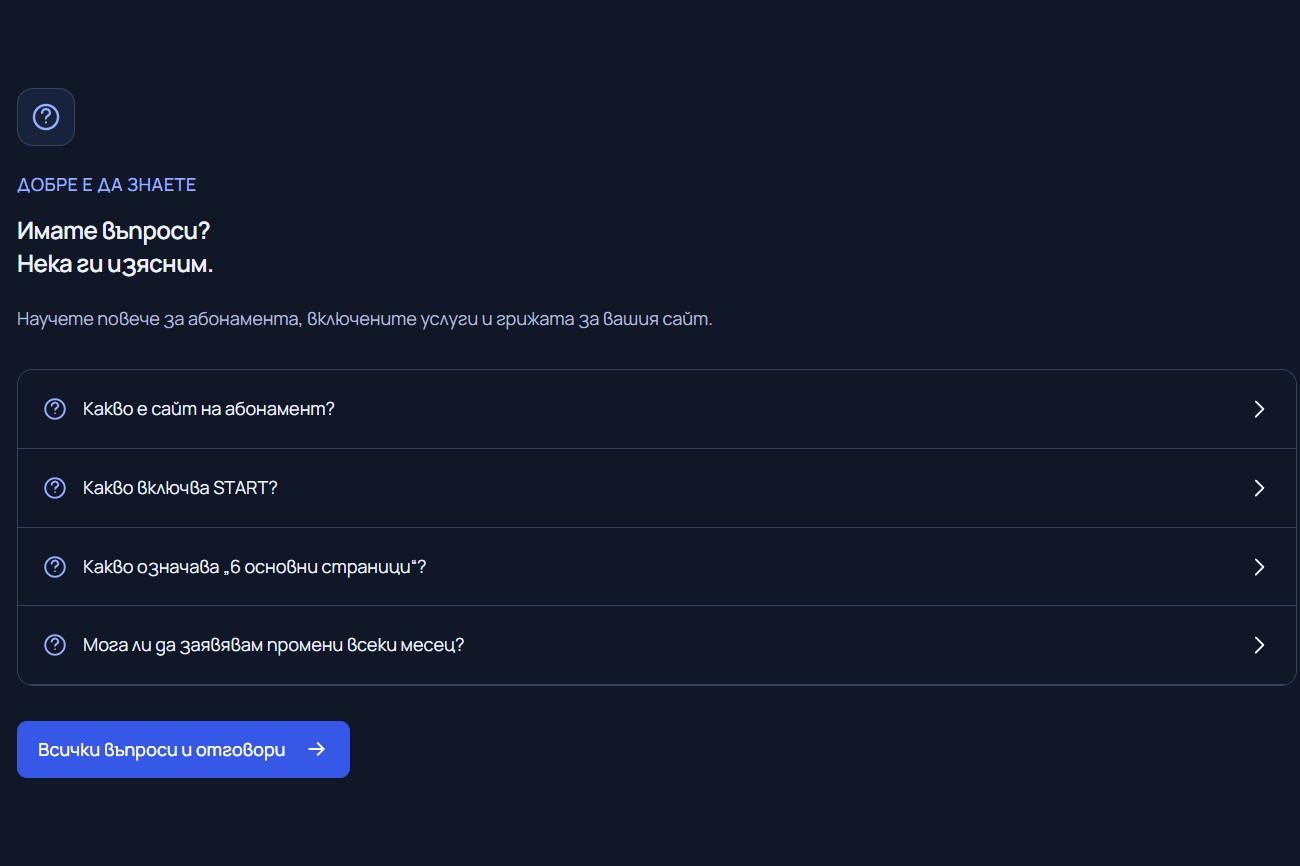 ДОБРЕ Е ДА ЗНАЕТЕ
Имате въпроси?
Нека ги изясним.
Научете повече за абонамента, включените услуги и грижата за вашия сайт.
Какво е сайт на абонамент?
Какво включва START?
Какво означава „6 основни страници“?
Мога ли да заявявам промени всеки месец?
Всички въпроси и отговори